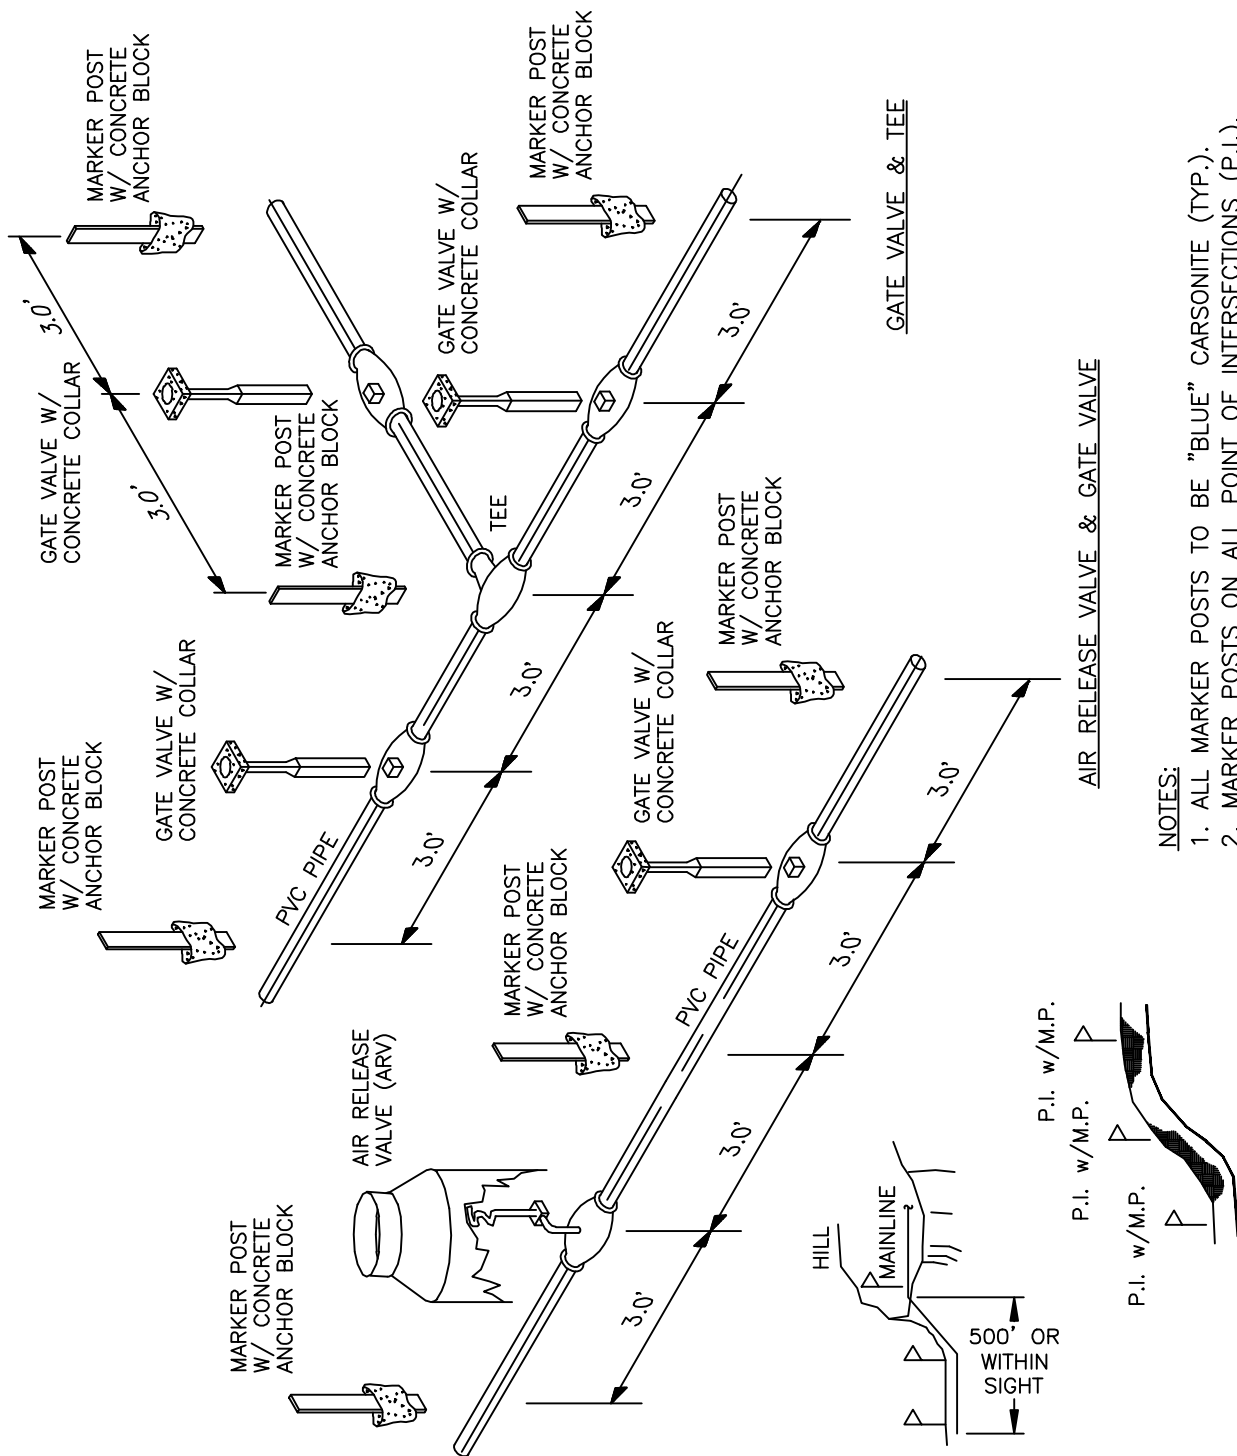 MARKER POST
W/ CONCRETE
ANCHOR BLOCK
GATE VALVE W/
CONCRETE COLLAR
PVC PIPE
3.0'
3.0'
GATE VALVE W/
CONCRETE COLLAR
3.0'
3.0'
MARKER POST
W/ CONCRETE
ANCHOR BLOCK
MARKER POST
W/ CONCRETE
ANCHOR BLOCK
TEE
GATE VALVE W/
CONCRETE COLLAR
3.0'
3.0'
MARKER POST
W/ CONCRETE
ANCHOR BLOCK
GATE VALVE & TEE
MARKER POST
W/ CONCRETE
ANCHOR BLOCK
AIR RELEASE
VALVE (ARV)
3.0'
3.0'
MARKER POST
W/ CONCRETE
ANCHOR BLOCK
PVC PIPE
3.0'
GATE VALVE W/
CONCRETE COLLAR
3.0'
MARKER POST
W/ CONCRETE
ANCHOR BLOCK
AIR RELEASE VALVE & GATE VALVE
HILL
MAINLINE
500' OR
WITHIN
SIGHT
P.I. w/M.P.
P.I. w/M.P.
P.I. w/M.P.
NOTES:
1. ALL MARKER POSTS TO BE "BLUE" CARSONITE (TYP.).
2. MARKER POSTS ON ALL POINT OF INTERSECTIONS (P.I.).